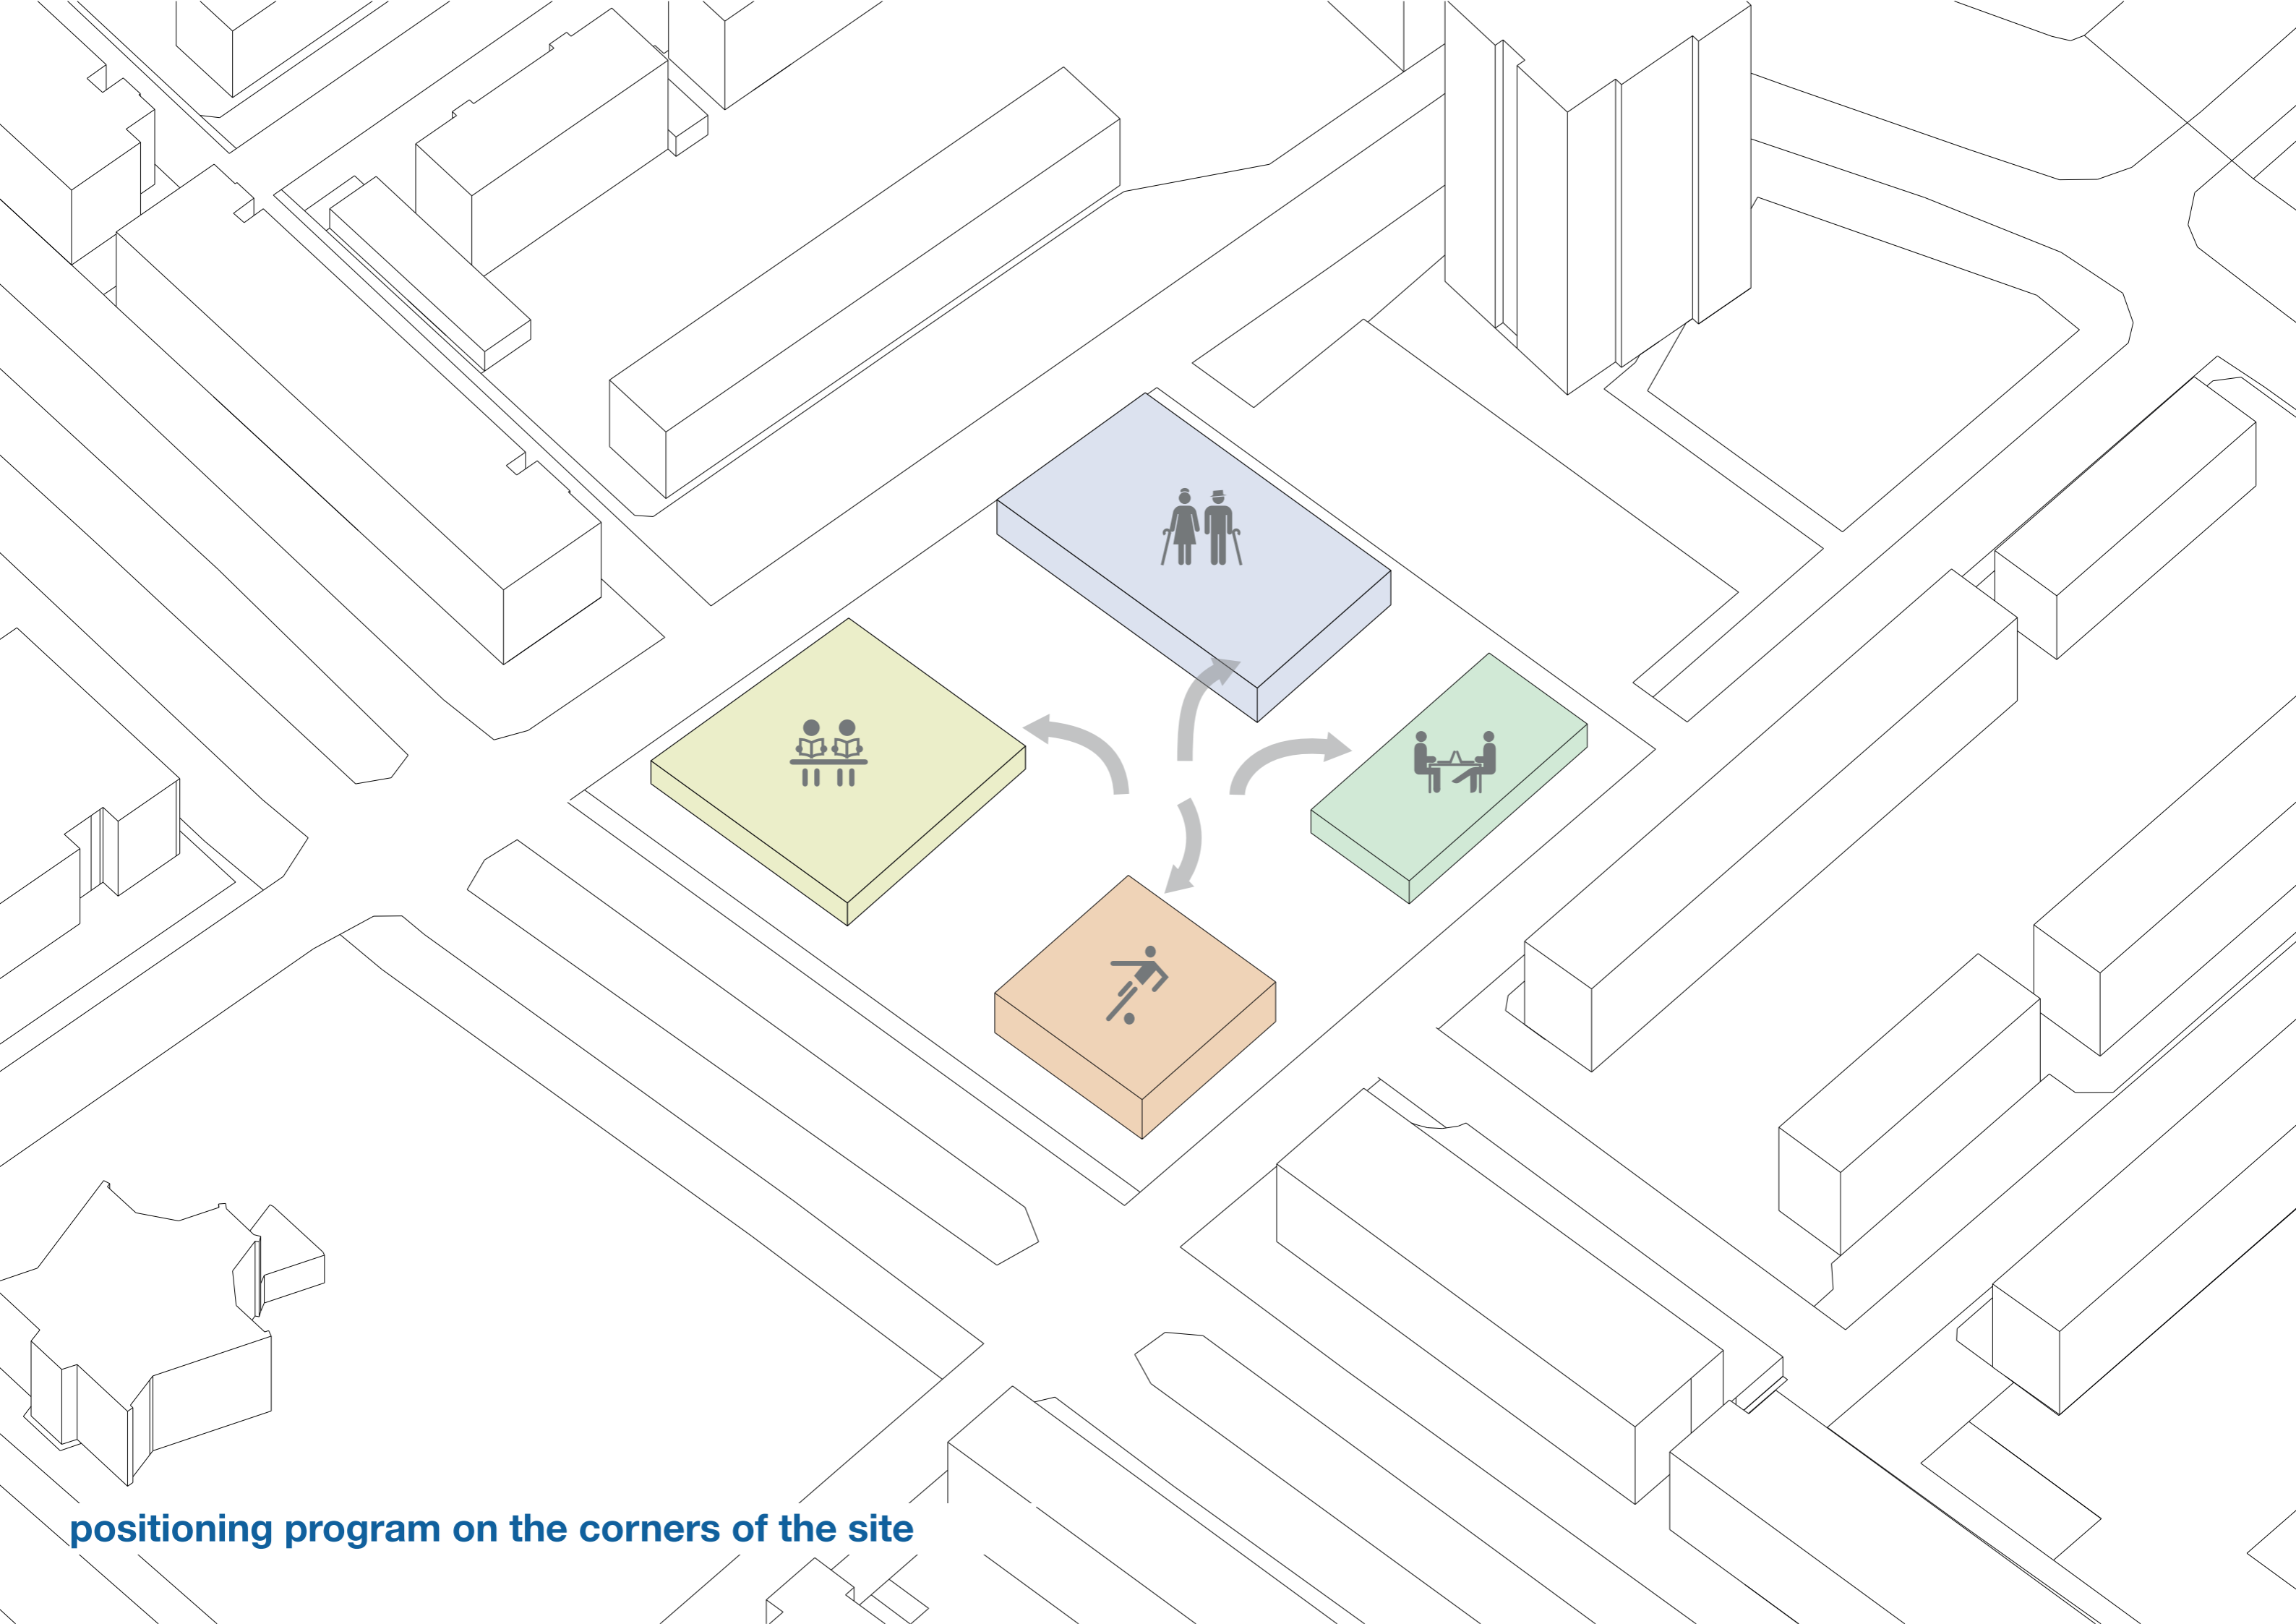 positioning program on the corners of the site